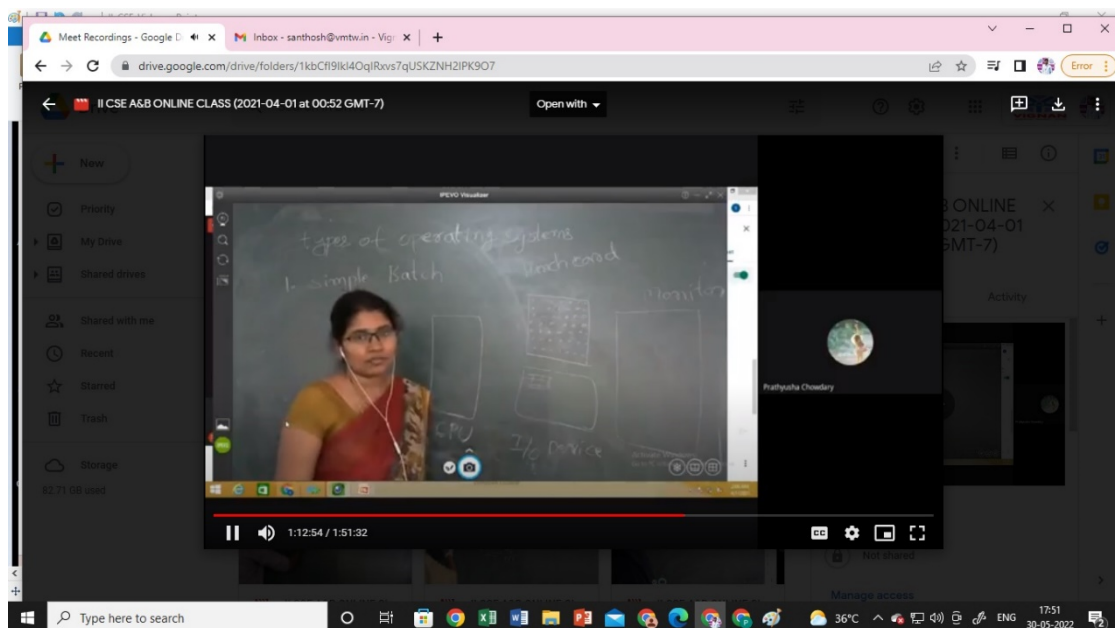 Meet Recordings - Google D
Inbox - santhosh@vmtw.in - Vig
drive.google.com/drive/folders/1kbCfl9IkI4OqIRxvs7qUSKZNH2IPK9O7
Error
II CSE A&B ONLINE CLASS (2021-04-01 at 00:52 GMT-7)
Open with
New
Priority
My Drive
Shared drives
Shared with me
Recent
Starred
Trash
Storage
82.71 GB used
IPEVO Visualizer
types of operating systems
1. simple Batch
Punch card
Monitor
CPU
I/O Device
Prathyusha Chowdary
ONLINE
021-04-01
GMT-7)
Activity
1:12:54 / 1:51:32
CC
Not shared
Manage access
Type here to search
36°C
ENG
17:51
30-05-2022